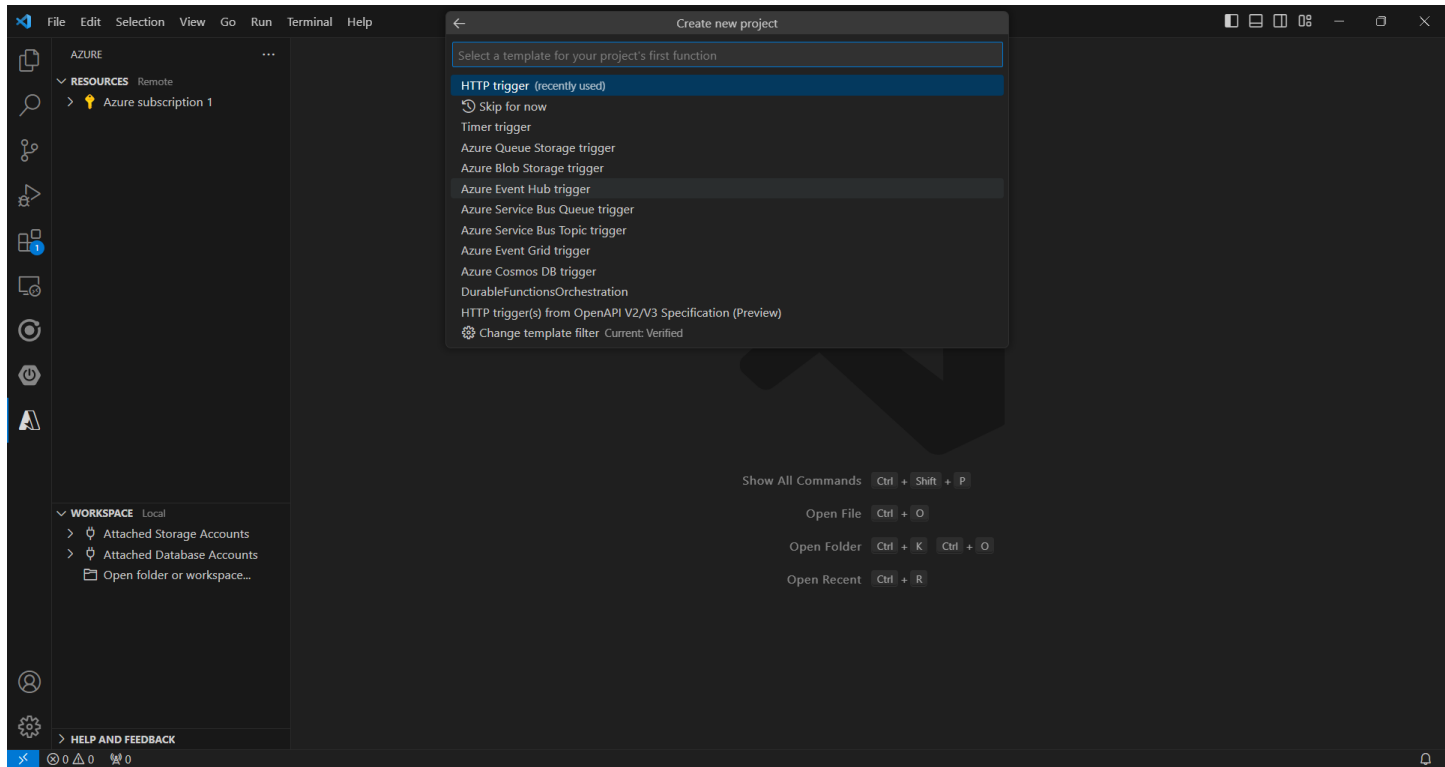 File Edit Selection View Go Run Terminal Help
Create new project
Select a template for your project's first function
HTTP trigger (recently used)
Skip for now
Timer trigger
Azure Queue Storage trigger
Azure Blob Storage trigger
Azure Event Hub trigger
Azure Service Bus Queue trigger
Azure Service Bus Topic trigger
Azure Event Grid trigger
Azure Cosmos DB trigger
DurableFunctionsOrchestration
HTTP trigger(s) from OpenAPI V2/V3 Specification (Preview)
Change template filter Current: Verified
AZURE ...
RESOURCES Remote
Azure subscription 1
1
WORKSPACE Local
Attached Storage Accounts
Attached Database Accounts
Open folder or workspace...
HELP AND FEEDBACK
Show All Commands Ctrl + Shift + P
Open File Ctrl + O
Open Folder Ctrl + K Ctrl + O
Open Recent Ctrl + R
0 0 0